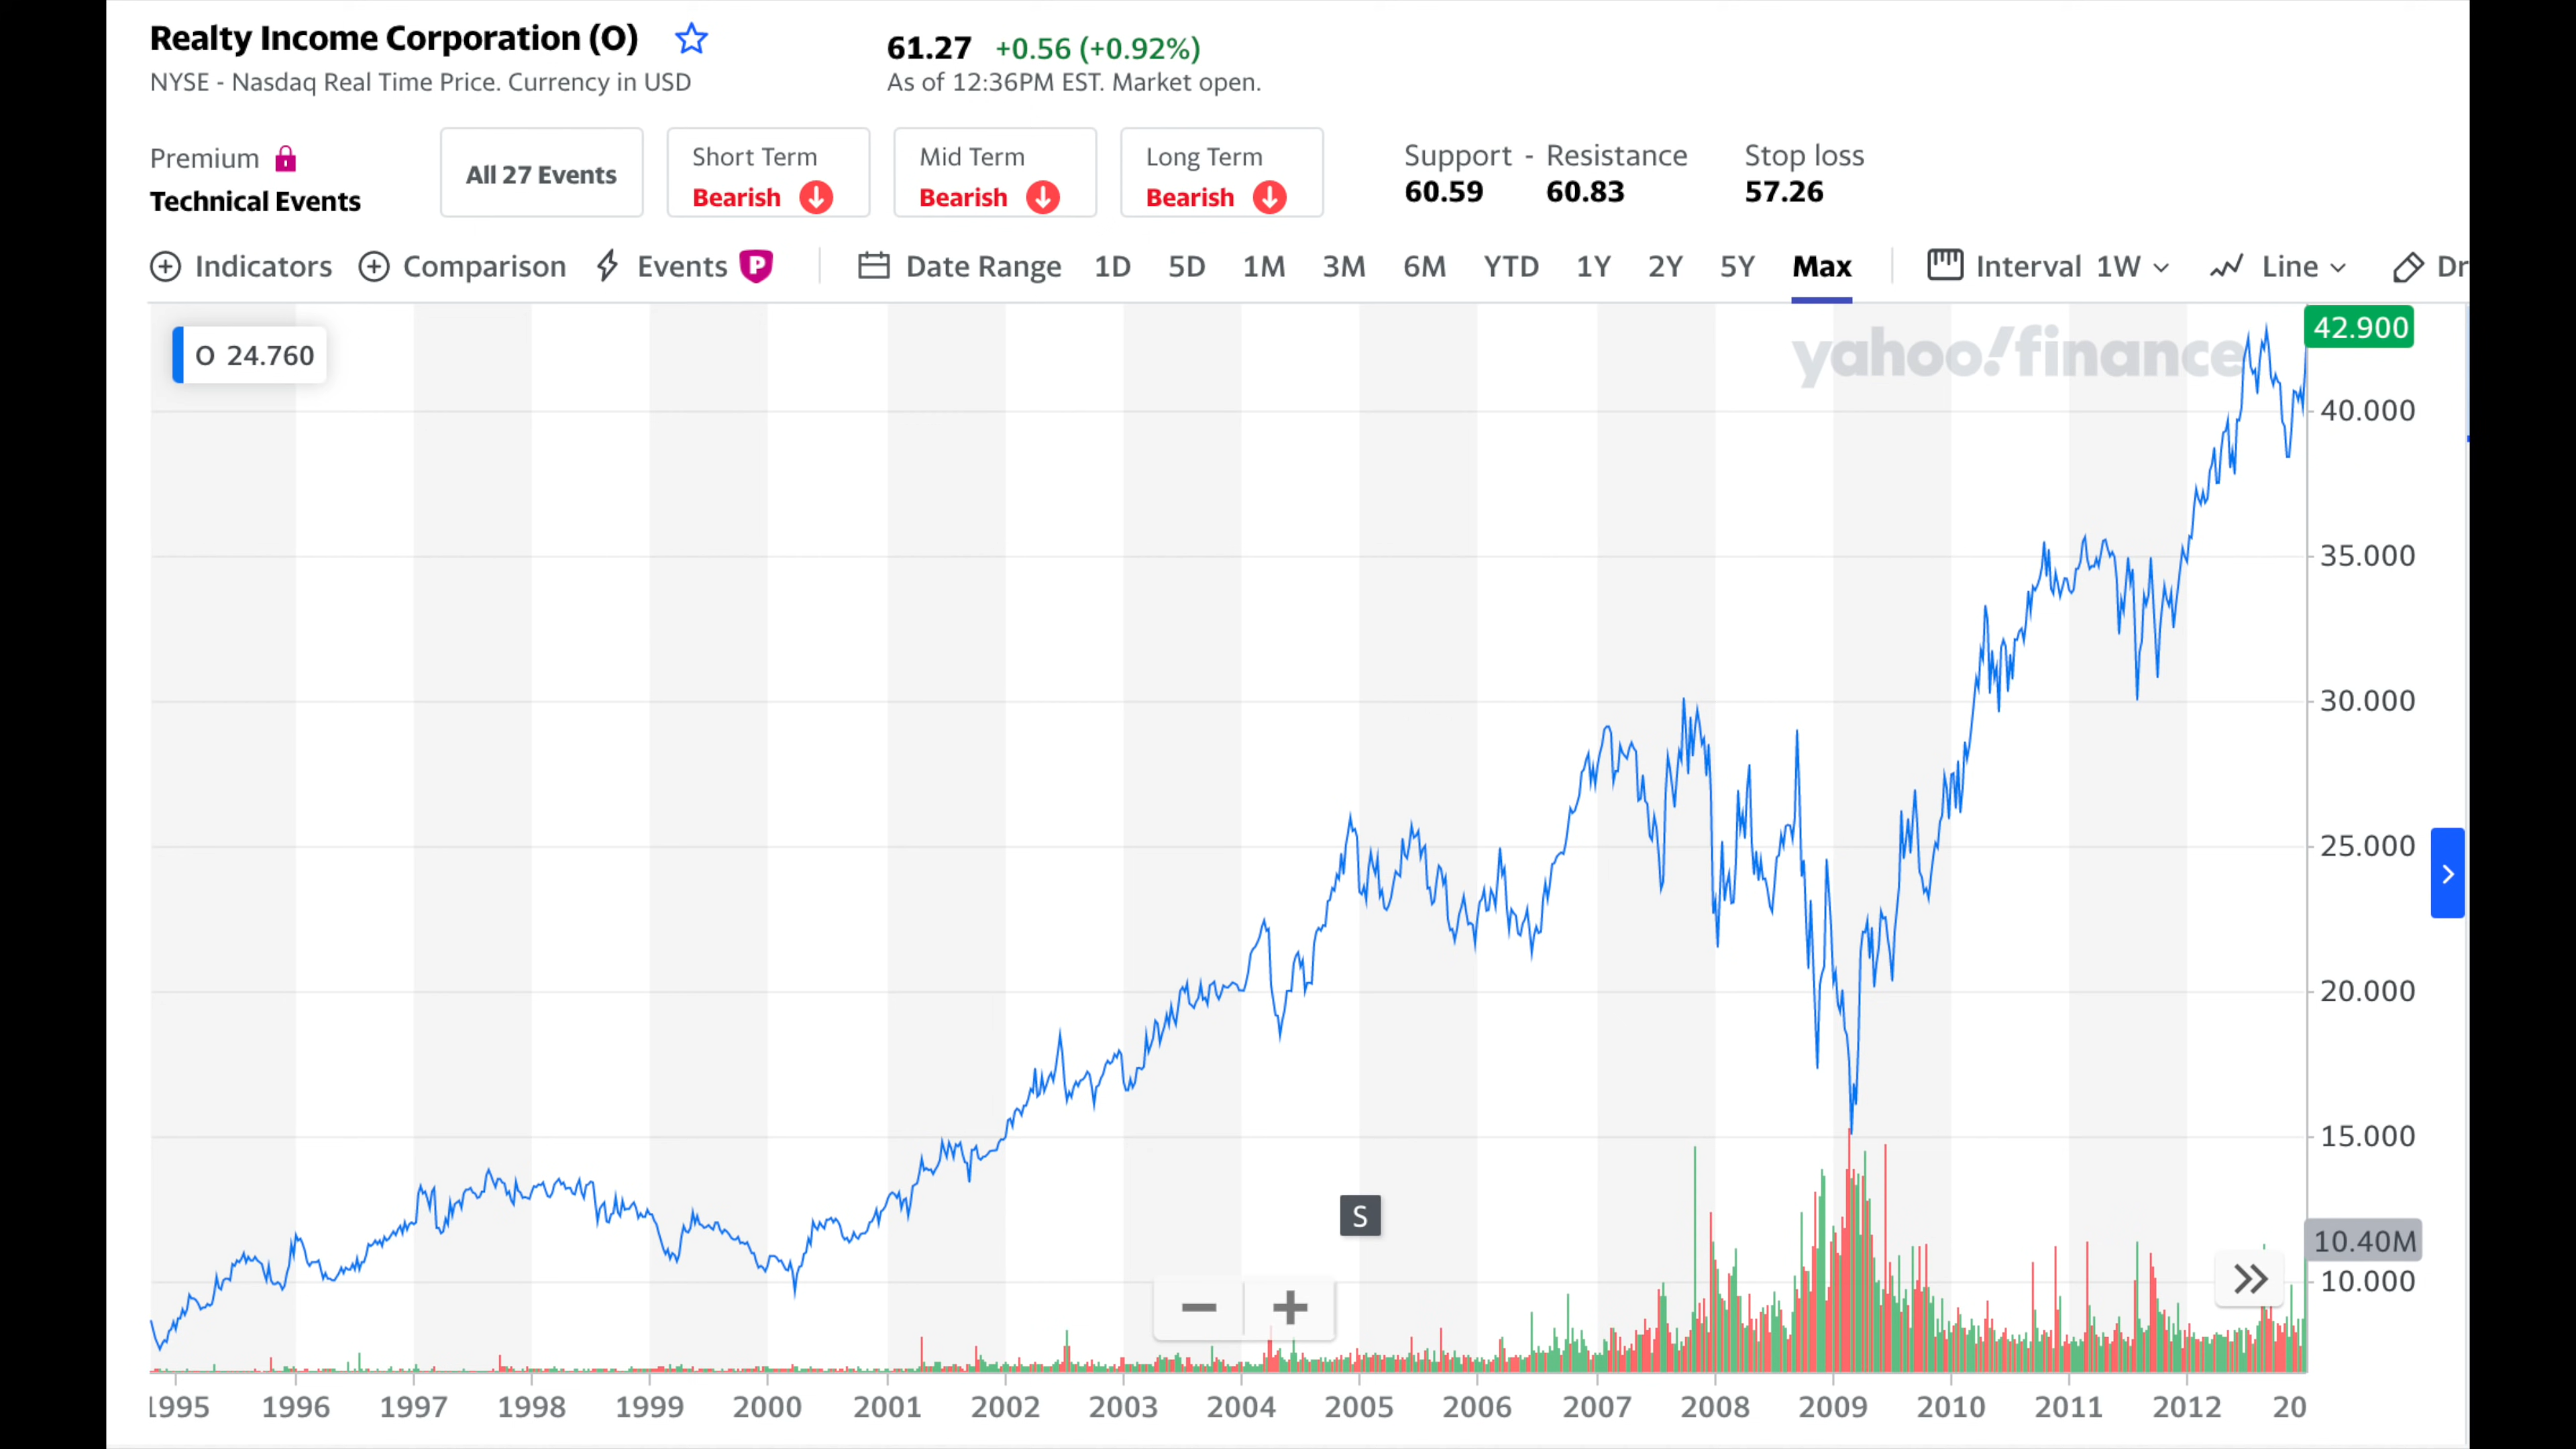 Realty Income Corporation (O)
61.27 +0.56 (+0.92%)
NYSE - Nasdaq Real Time Price. Currency in USD
As of 12:36PM EST. Market open.
Premium
Technical Events
All 27 Events
Short Term
Bearish
Mid Term
Bearish
Long Term
Bearish
Support - Resistance
60.59 60.83
Stop loss
57.26
Indicators Comparison Events P Date Range 1D 5D 1M 3M 6M YTD 1Y 2Y 5Y Max Interval 1W Line Dr
O 24.760
yahoo!finance
42.900
40.000
35.000
30.000
25.000
20.000
15.000
S
10.40M
10.000
1995 1996 1997 1998 1999 2000 2001 2002 2003 2004 2005 2006 2007 2008 2009 2010 2011 2012 20